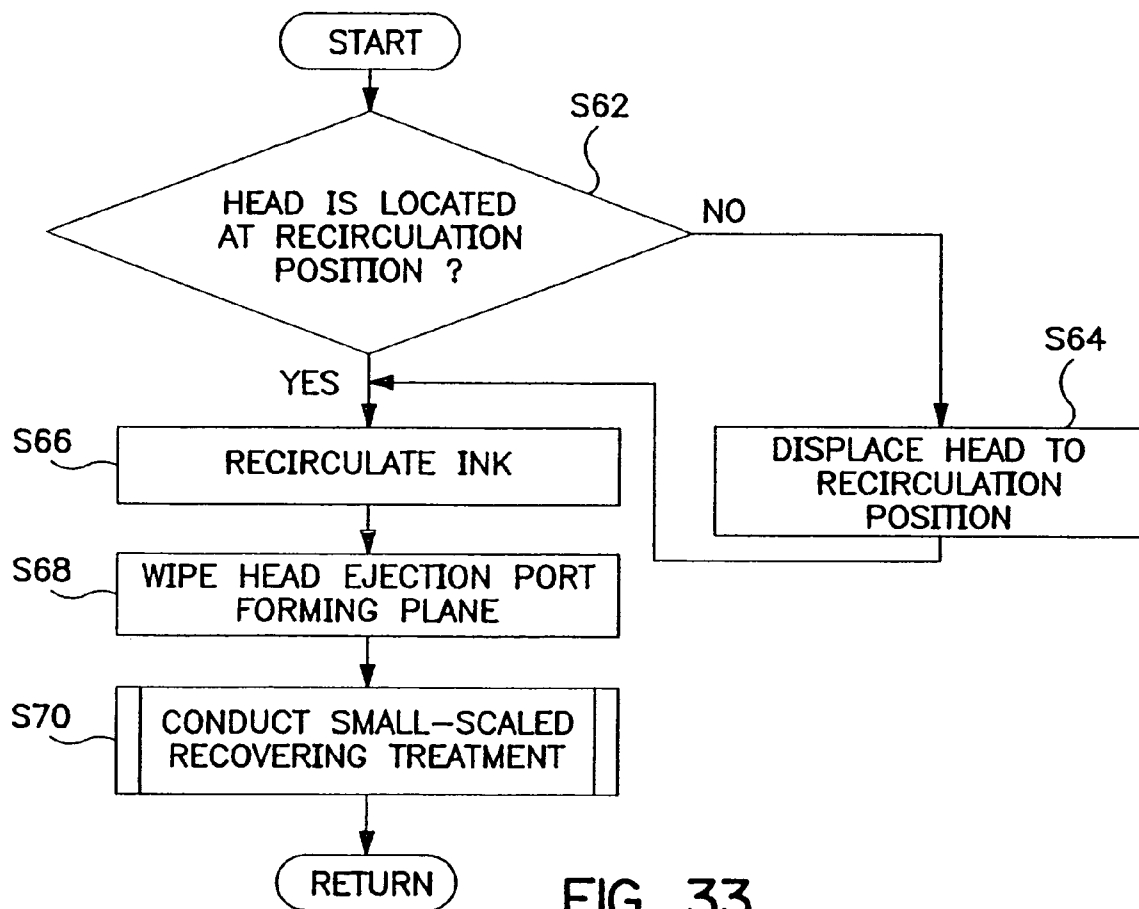 START
S62
HEAD IS LOCATED
AT RECIRCULATION
POSITION ?
NO
YES
S64
DISPLACE HEAD TO
RECIRCULATION
POSITION
S66
RECIRCULATE INK
S68
WIPE HEAD EJECTION PORT
FORMING PLANE
S70
CONDUCT SMALL-SCALED
RECOVERING TREATMENT
RETURN
FIG. 33